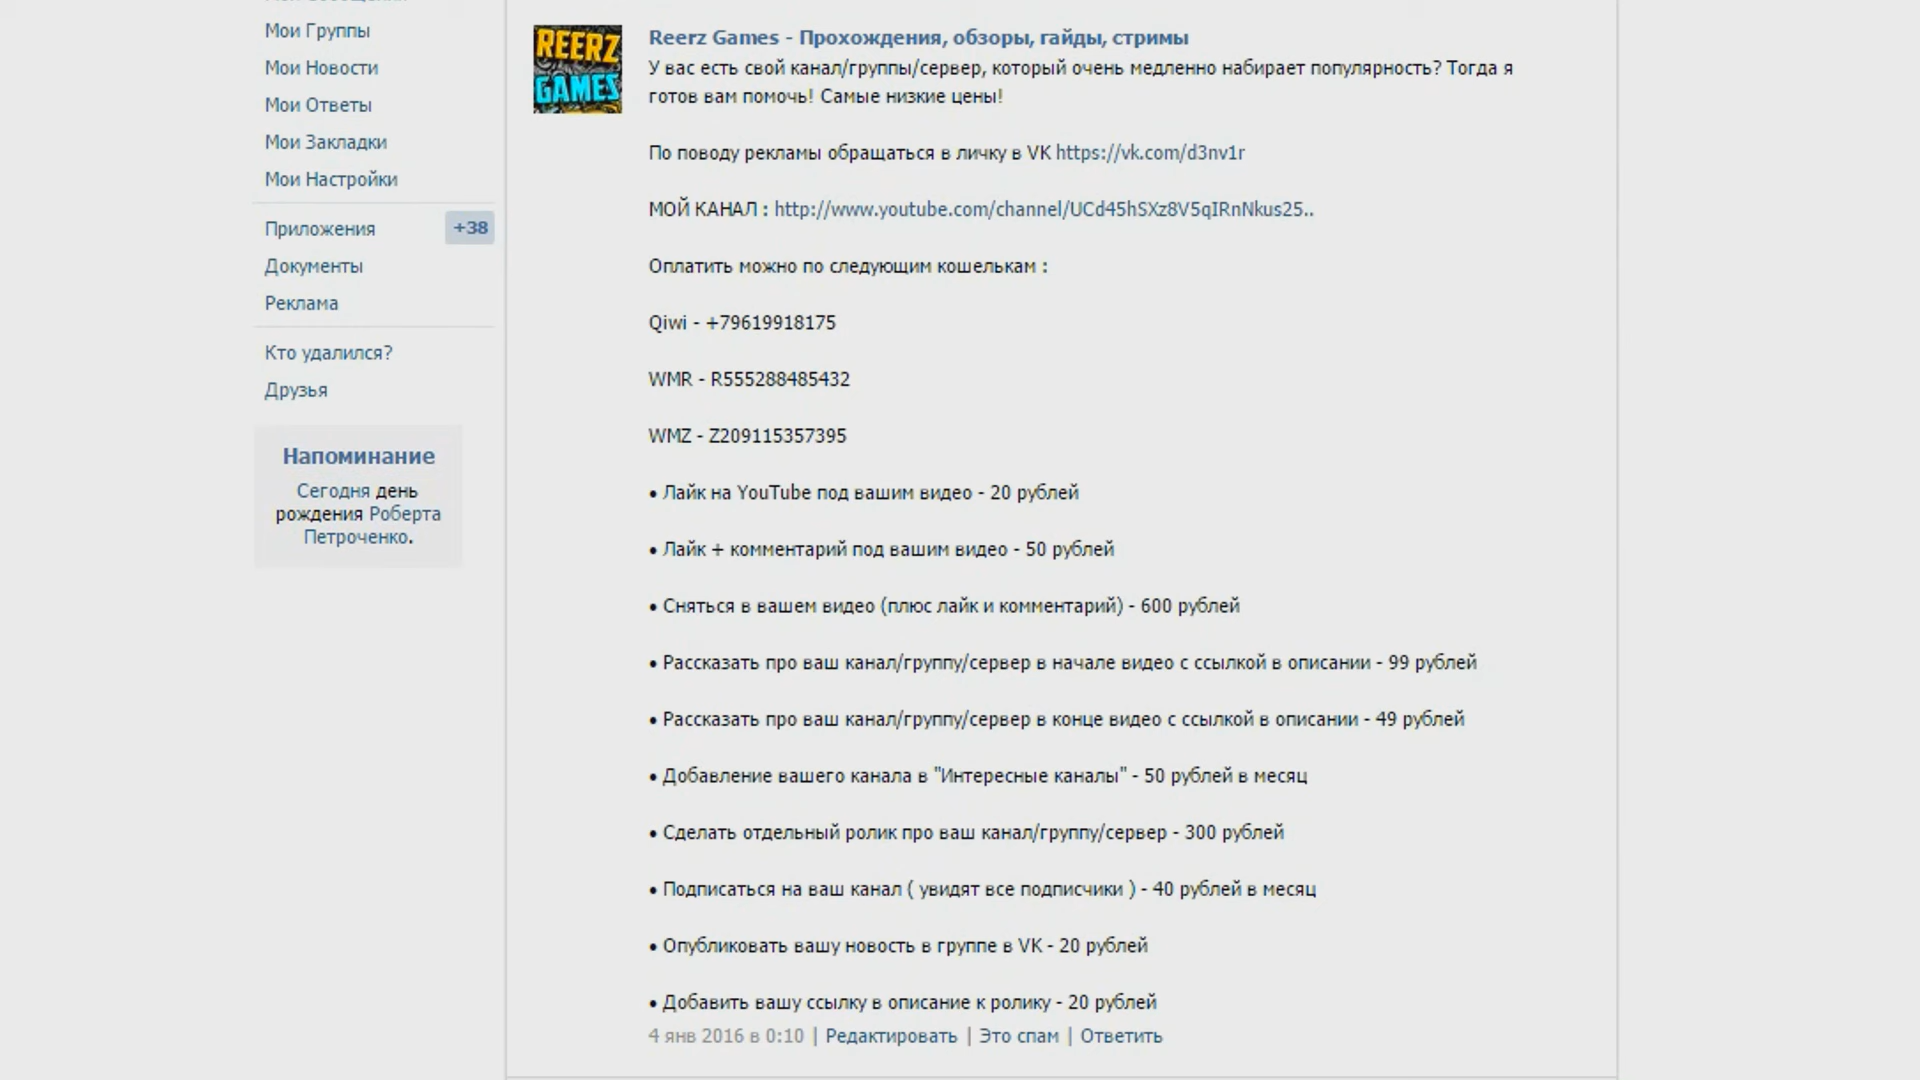 Мои Группы
Мои Новости
Мои Ответы
Мои Закладки
Мои Настройки
Приложения +38
Документы
Реклама
Кто удалился?
Друзья
Напоминание
Сегодня день
рождения Роберта
Петроченко.
REERZ
GAMES
Reerz Games - Прохождения, обзоры, гайды, стримы
У вас есть свой канал/группы/сервер, который очень медленно набирает популярность? Тогда я
готов вам помочь! Самые низкие цены!
По поводу рекламы обращаться в личку в VK https://vk.com/d3nv1r
МОЙ КАНАЛ : http://www.youtube.com/channel/UCd45hSXz8V5qIRnNkus25..
Оплатить можно по следующим кошелькам :
Qiwi - +79619918175
WMR - R555288485432
WMZ - Z209115357395
• Лайк на YouTube под вашим видео - 20 рублей
• Лайк + комментарий под вашим видео - 50 рублей
• Сняться в вашем видео (плюс лайк и комментарий) - 600 рублей
• Рассказать про ваш канал/группу/сервер в начале видео с ссылкой в описании - 99 рублей
• Рассказать про ваш канал/группу/сервер в конце видео с ссылкой в описании - 49 рублей
• Добавление вашего канала в "Интересные каналы" - 50 рублей в месяц
• Сделать отдельный ролик про ваш канал/группу/сервер - 300 рублей
• Подписаться на ваш канал ( увидят все подписчики ) - 40 рублей в месяц
• Опубликовать вашу новость в группе в VK - 20 рублей
• Добавить вашу ссылку в описание к ролику - 20 рублей
4 янв 2016 в 0:10 | Редактировать | Это спам | Ответить